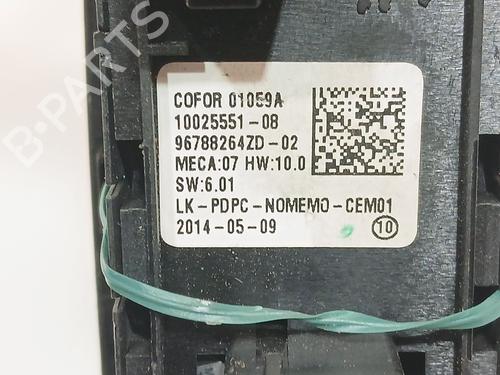 B-PARTS
COFOR 01059A
10025551-08
96788264ZD-02
MECA:07 HW:10.0
SW:6.01
LK-PDPC-NOMEMO-CEM01
2014-05-09 10